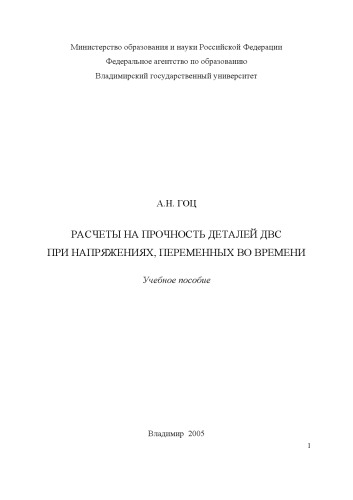 Министерство образования и науки Российской Федерации
Федеральное агентство по образованию
Владимирский государственный университет
А.Н. ГОЦ
РАСЧЕТЫ НА ПРОЧНОСТЬ ДЕТАЛЕЙ ДВС
ПРИ НАПРЯЖЕНИЯХ, ПЕРЕМЕННЫХ ВО ВРЕМЕНИ
Учебное пособие
Владимир 2005
1